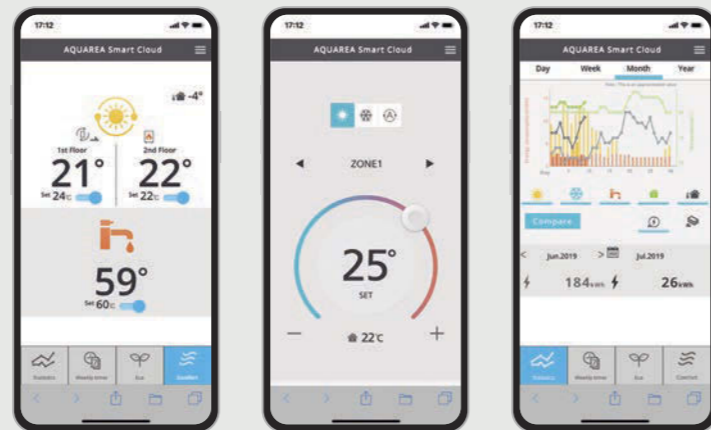 17:12
AQUAREA Smart Cloud
-4°
1st Floor
2nd Floor
21°
22°
Set 24°c
Set 22°c
59°
Set 60°c
Statistics
Weekly timer
Eco
Comfort
17:12
AQUAREA Smart Cloud
A
ZONE1
25°
SET
22°c
17:12
AQUAREA Smart Cloud
Day Week Month Year
Compare
< Jun.2019 > Jul.2019
184kWh 26kWh
Statistics
Weekly timer
Eco
Comfort